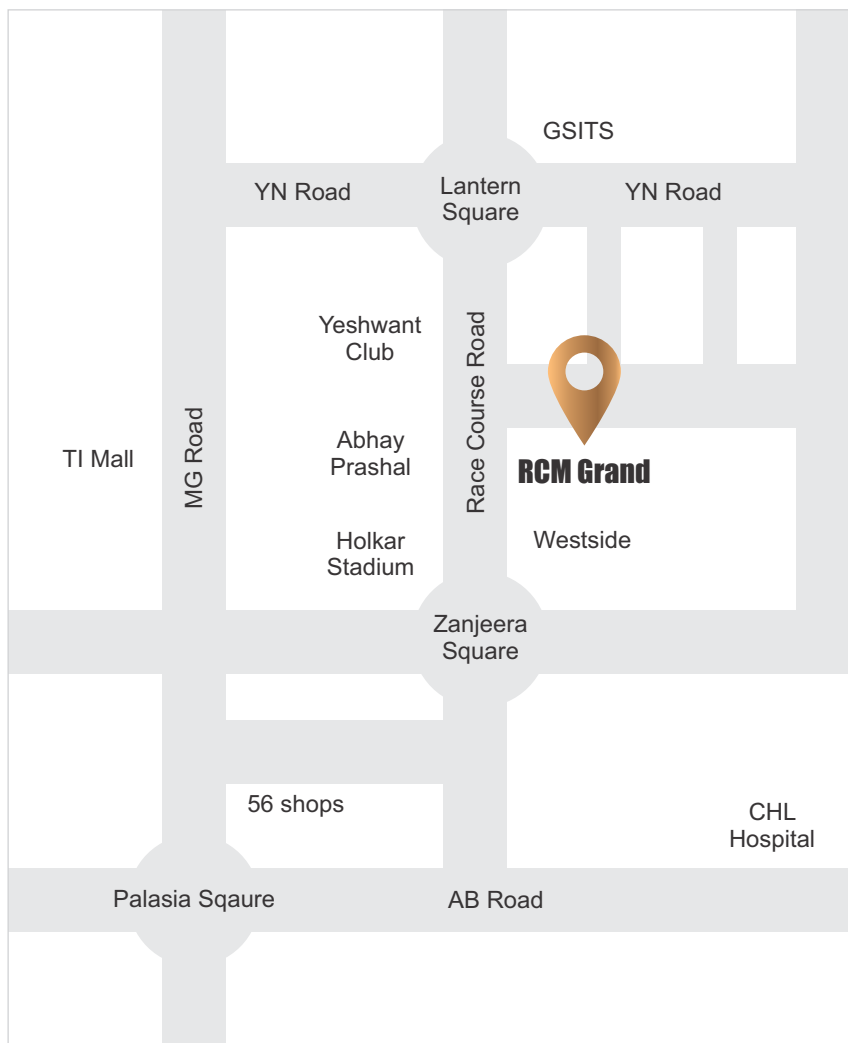 GSITS
YN Road
Lantern
Square
YN Road
Yeshwant
Club
Race Course Road
MG Road
TI Mall
Abhay
Prashal
RCM Grand
Holkar
Stadium
Westside
Zanjeera
Square
56 shops
CHL
Hospital
Palasia Sqaure
AB Road